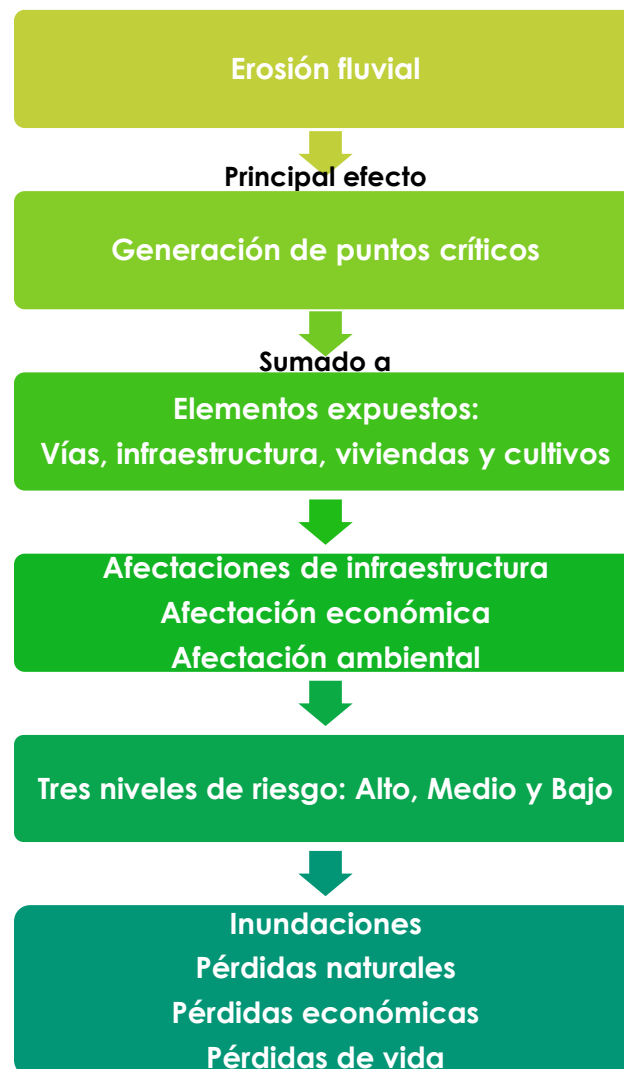 Erosión fluvial
Principal efecto
Generación de puntos críticos
Sumado a
Elementos expuestos:
Vías, infraestructura, viviendas y cultivos
Afectaciones de infraestructura
Afectación económica
Afectación ambiental
Tres niveles de riesgo: Alto, Medio y Bajo
Inundaciones
Pérdidas naturales
Pérdidas económicas
Pérdidas de vida